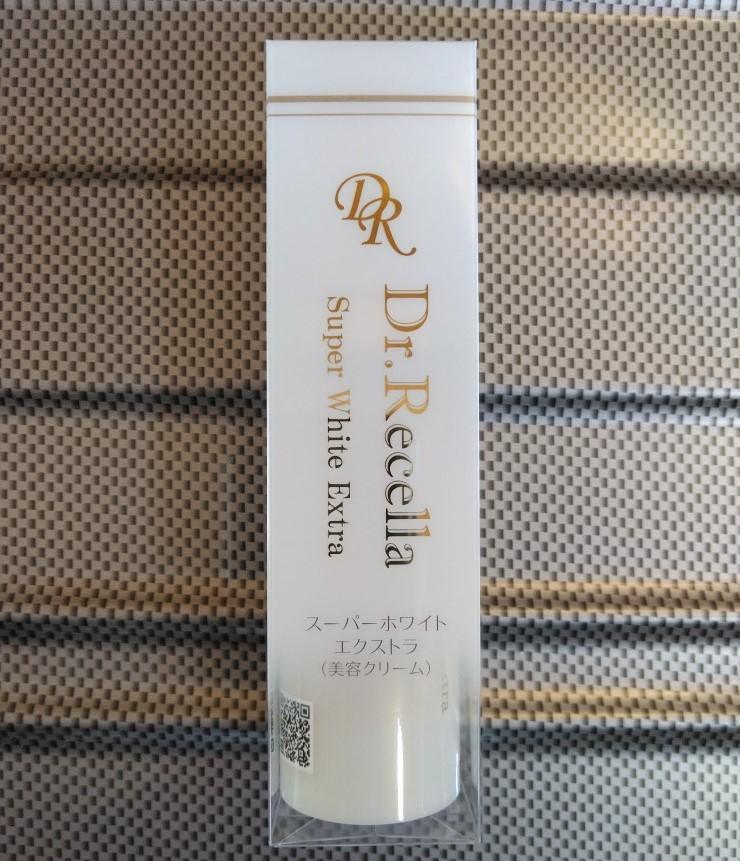 DR
Dr.Recella
Super White Extra
スーパーホワイト
エクストラ
（美容クリーム）
tra